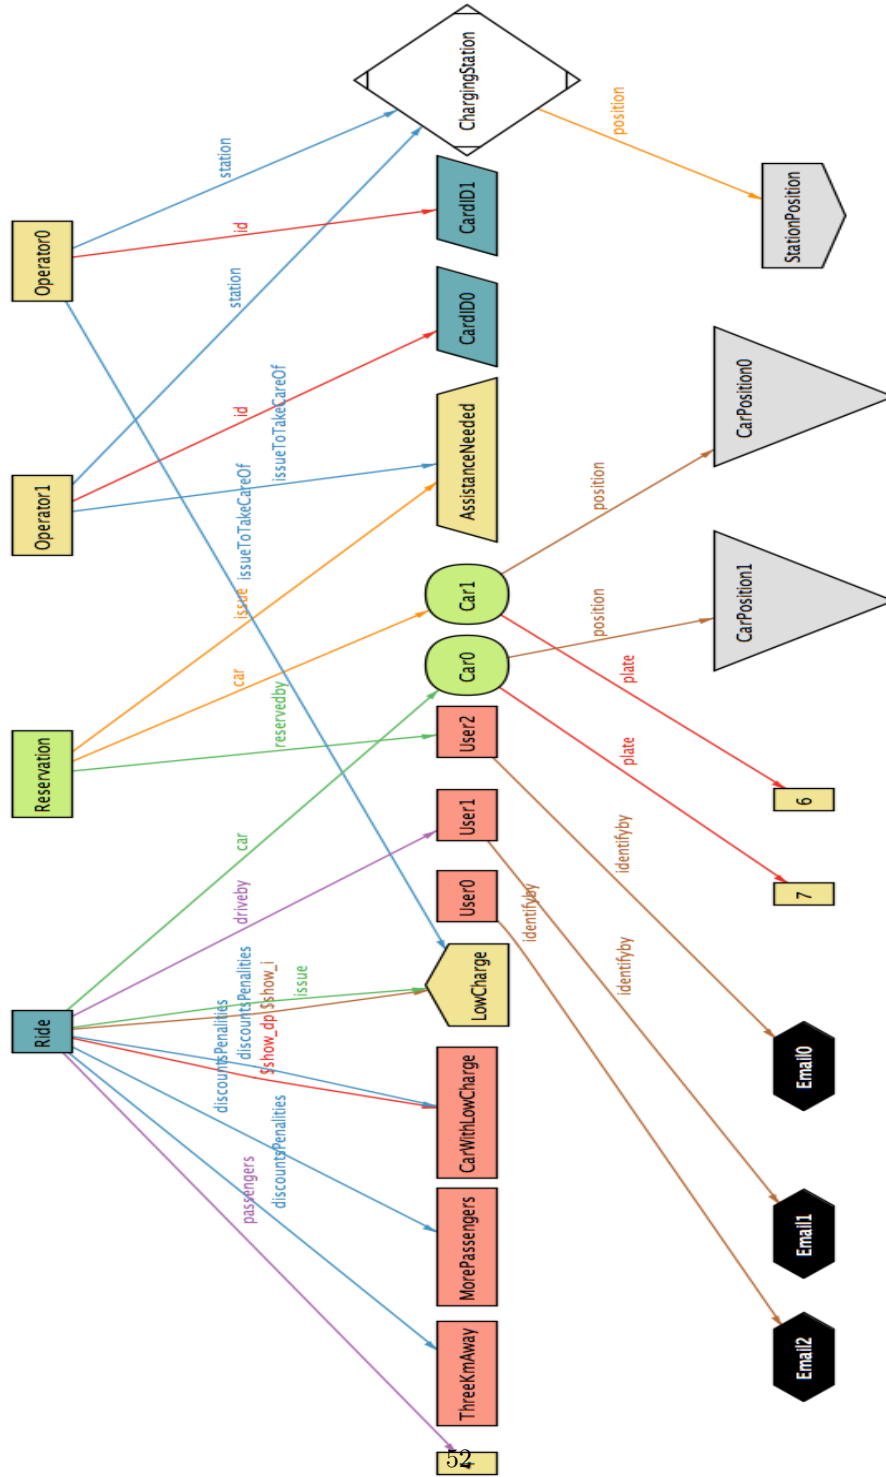 Ride
Reservation
Operator1
Operator0
passengers
discountsPenalities
discountsPenalities
discountsPenalities
$show_dp
$show_i
issue
driveby
car
reservedby
car
issue
issueToTakeCareOf
issueToTakeCareOf
id
station
id
station
ThreeKmAway
MorePassengers
CarWithLowCharge
LowCharge
User0
User1
User2
Car0
Car1
AssistanceNeeded
CardID0
CardID1
ChargingStation
identifyby
identifyby
identifyby
plate
plate
position
position
position
Email2
Email1
Email0
7
6
CarPosition1
CarPosition0
StationPosition
52